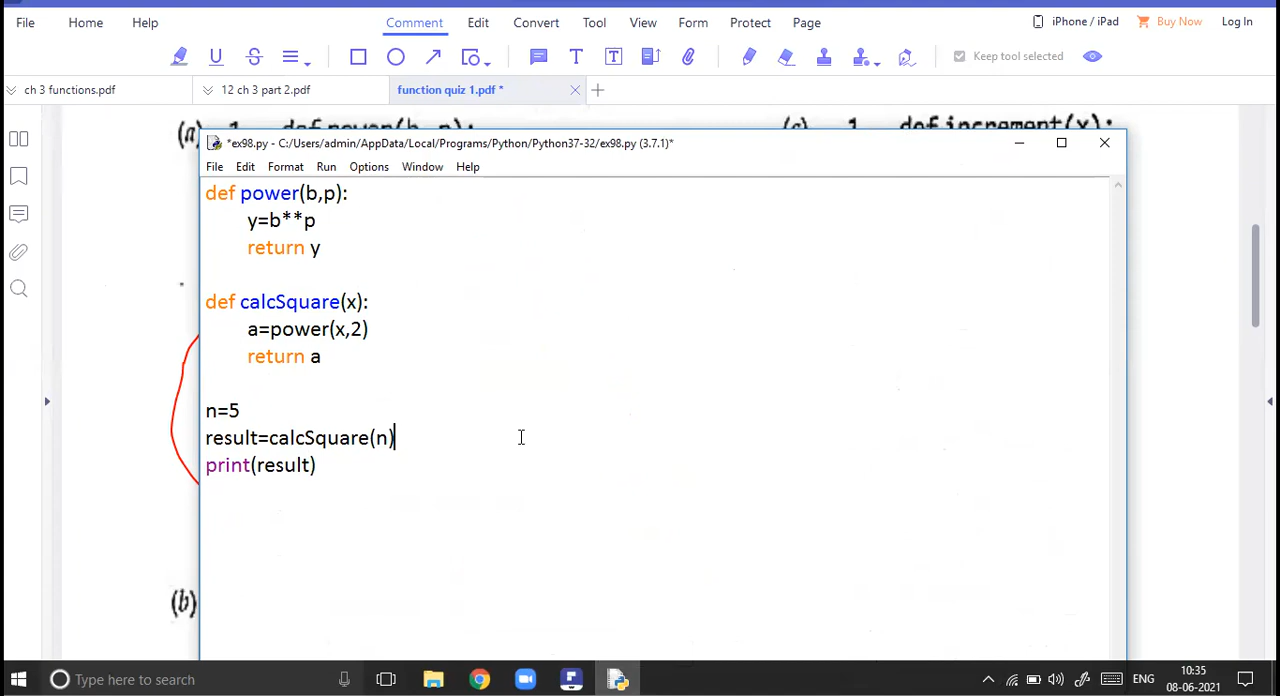 File Home Help Comment Edit Convert Tool View Form Protect Page iPhone / iPad Buy Now Log In
Keep tool selected
ch 3 functions.pdf 12 ch 3 part 2.pdf function quiz 1.pdf *
(a) 1 def power(b, p): (c) 1 def increment(x):
*ex98.py - C:/Users/admin/AppData/Local/Programs/Python/Python37-32/ex98.py (3.7.1)*
File Edit Format Run Options Window Help
def power(b,p):
y=b**p
return y
def calcSquare(x):
a=power(x,2)
return a
n=5
result=calcSquare(n)
print(result)
(b)
Type here to search
ENG
10:35
08-06-2021